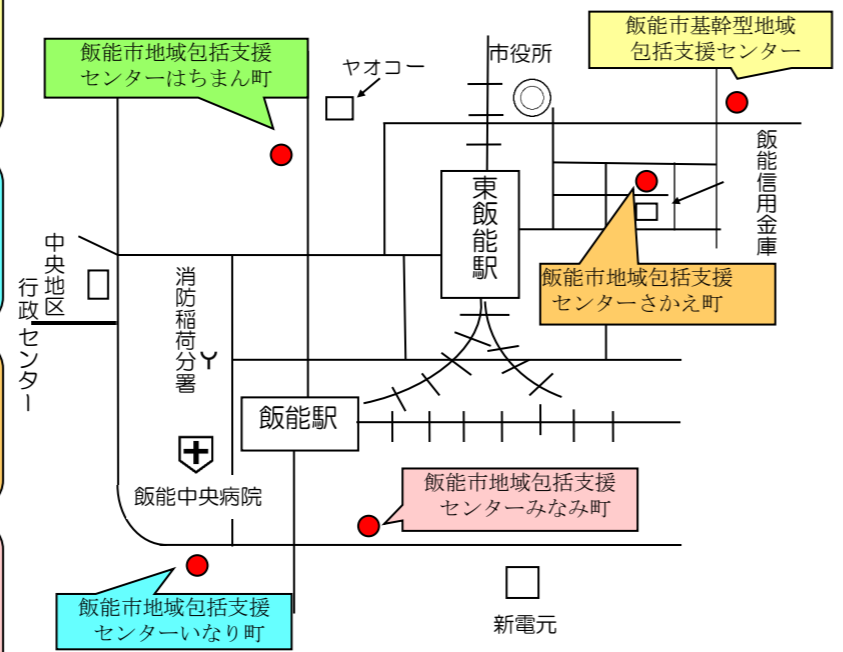 飯能市基幹型地域
包括支援センター
飯能市地域包括支援
センターはちまん町
ヤオコー
市役所
飯能信用金庫
東飯能駅
中央地区
行政センター
消防稲荷分署
飯能市地域包括支援
センターさかえ町
飯能駅
飯能中央病院
飯能市地域包括支援
センターみなみ町
飯能市地域包括支援
センターいなり町
新電元